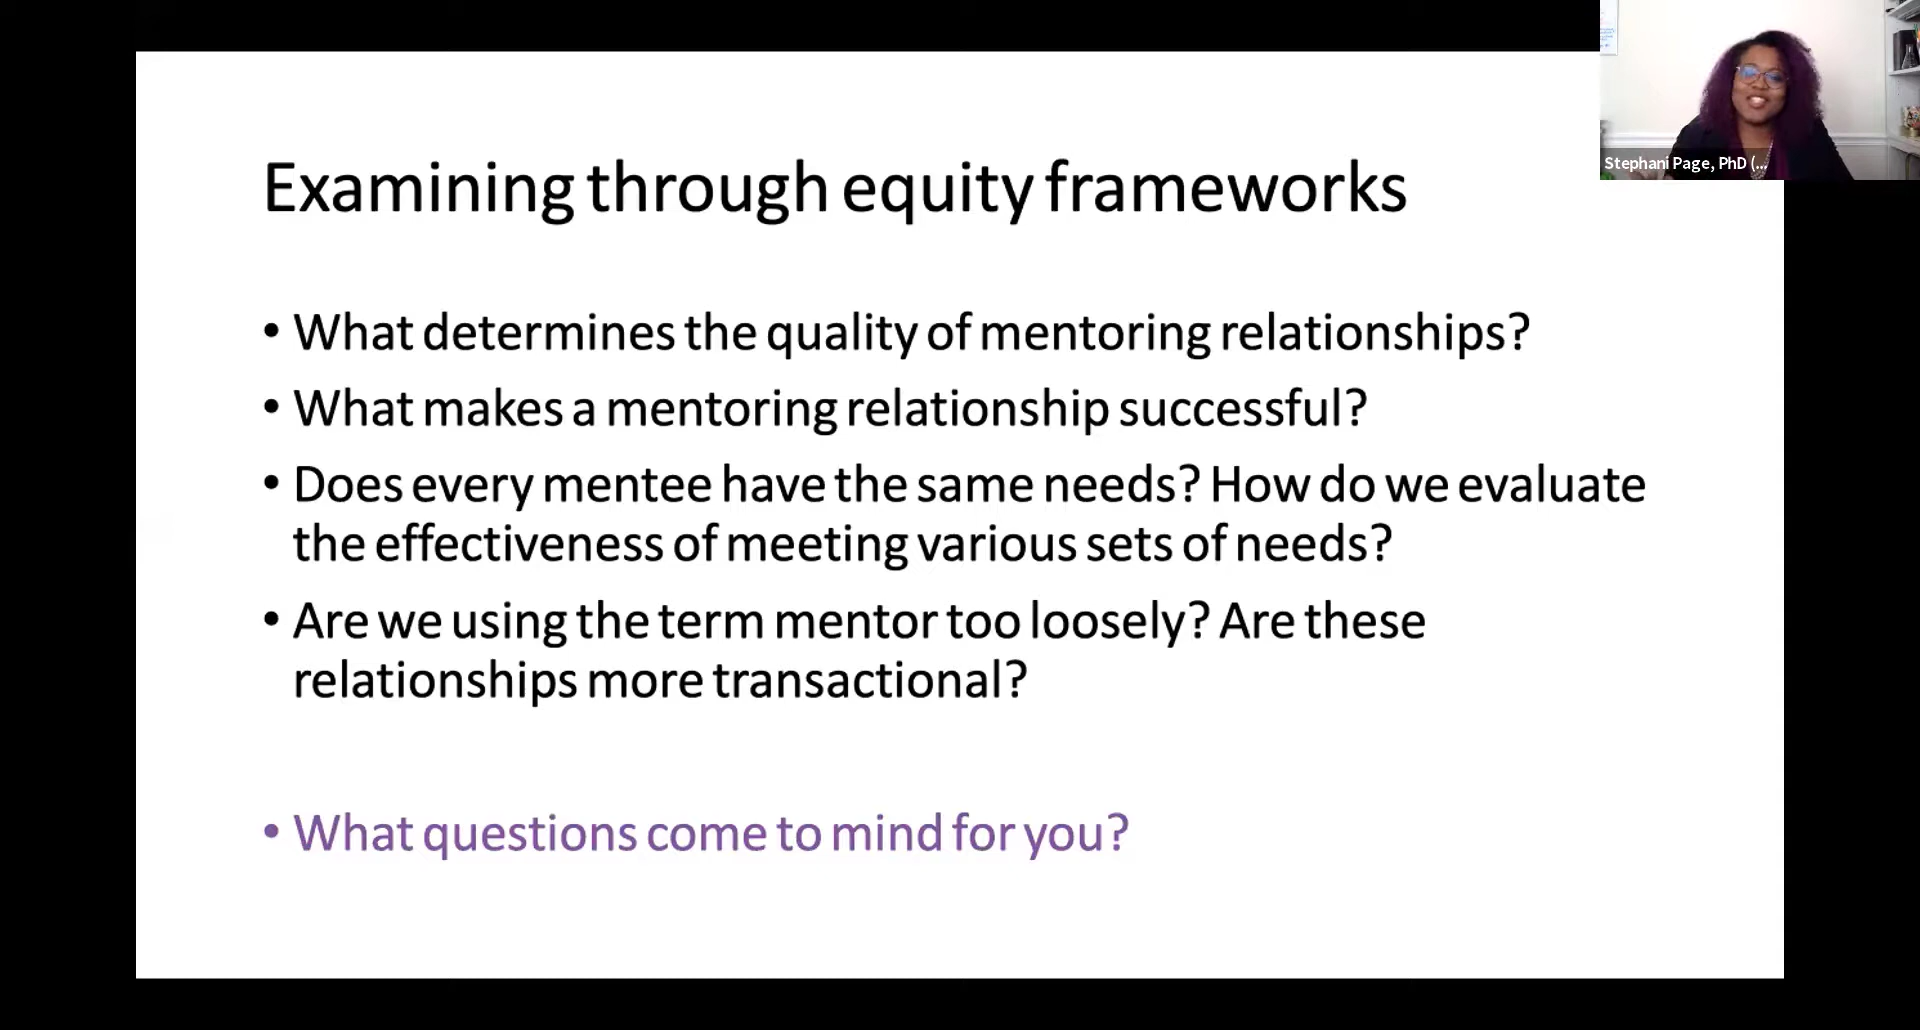 Stephani Page, PhD (...
Examining through equity frameworks
• What determines the quality of mentoring relationships?
• What makes a mentoring relationship successful?
• Does every mentee have the same needs? How do we evaluate
the effectiveness of meeting various sets of needs?
• Are we using the term mentor too loosely? Are these
relationships more transactional?
• What questions come to mind for you?